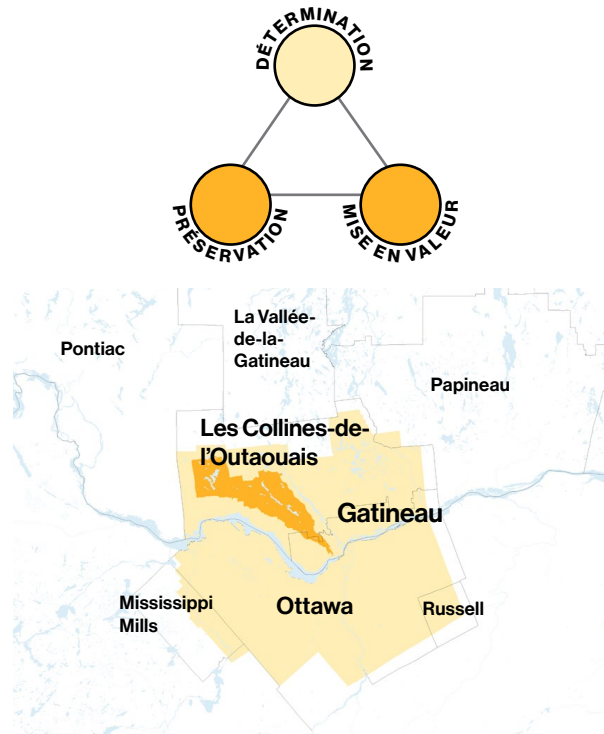 DÉTERMINATION
PRÉSERVATION
MISE EN VALEUR
La Vallée-
de-la-
Gatineau
Pontiac
Papineau
Les Collines-de-
l'Outaouais
Gatineau
Mississippi
Mills
Ottawa
Russell